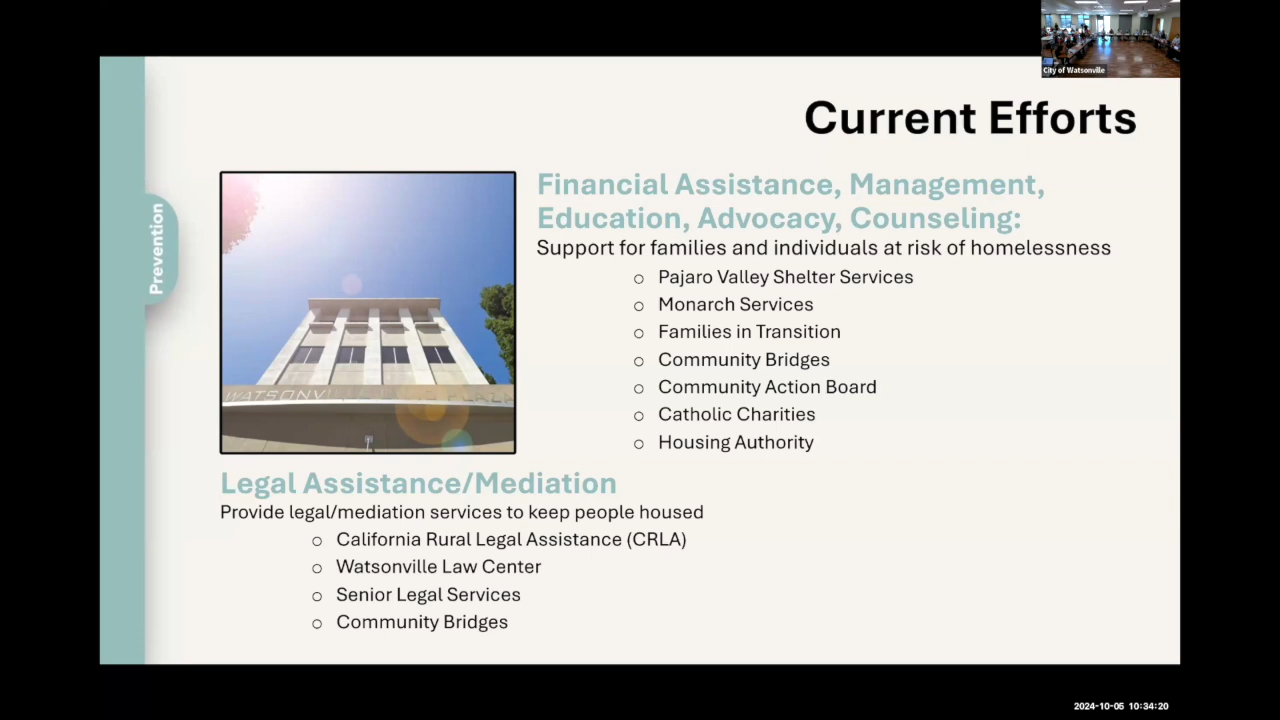 City of Watsonville
Current Efforts
Prevention
Financial Assistance, Management,
Education, Advocacy, Counseling:
Support for families and individuals at risk of homelessness
○ Pajaro Valley Shelter Services
○ Monarch Services
○ Families in Transition
○ Community Bridges
○ Community Action Board
○ Catholic Charities
○ Housing Authority
Legal Assistance/Mediation
Provide legal/mediation services to keep people housed
○ California Rural Legal Assistance (CRLA)
○ Watsonville Law Center
○ Senior Legal Services
○ Community Bridges
2024-10-05 10:34:20